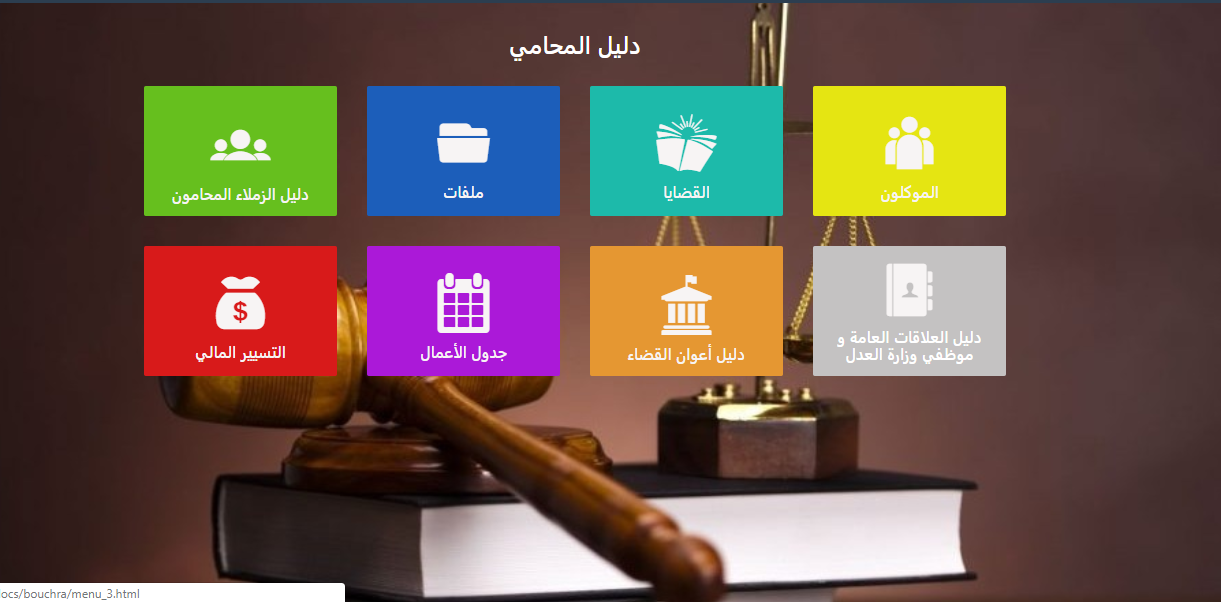 دليل المحامي
الموكلون
القضايا
ملفات
دليل الزملاء المحامون
دليل العلاقات العامة و
موظفي وزارة العدل
دليل أعوان القضاء
جدول الأعمال
التسيير المالي
$
ocs/bouchra/menu_3.html